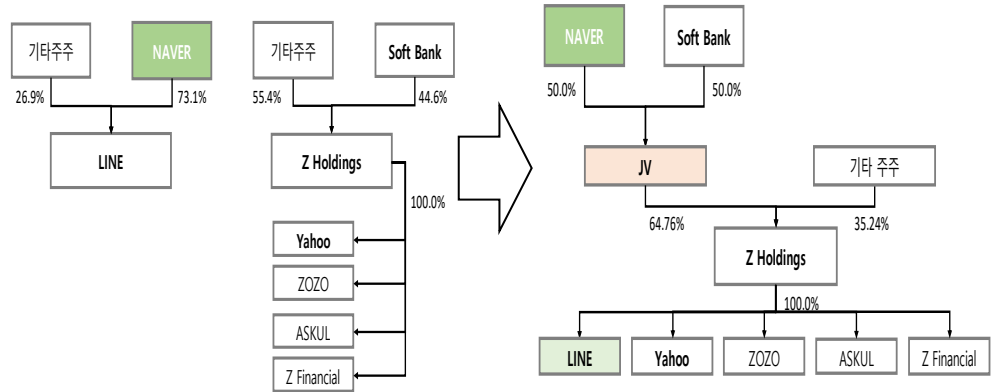 기타주주
NAVER
26.9%
73.1%
LINE
기타주주
Soft Bank
55.4%
44.6%
Z Holdings
100.0%
Yahoo
ZOZO
ASKUL
Z Financial
NAVER
Soft Bank
50.0%
50.0%
JV
기타 주주
64.76%
35.24%
Z Holdings
100.0%
LINE
Yahoo
ZOZO
ASKUL
Z Financial